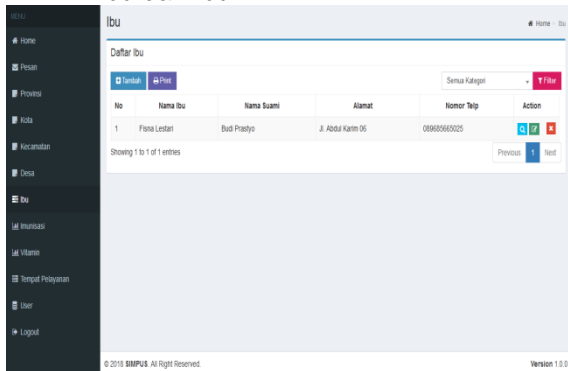 MENU
Home
Pesan
Provinsi
Kota
Kecamatan
Desa
Ibu
Imunisasi
Vitamin
Tempat Pelayanan
User
Logout
Ibu
Home
Ibu
Daftar Ibu
Tambah Print Semua Kategori Filter
No Nama Ibu Nama Suami Alamat Nomor Telp Action
1 Fisna Lestari Budi Prastyo J. Abdul Karim 06 089685665025
Showing 1 to 1 of 1 entries Previous 1 Next
© 2018 SIMPUS. All Right Reserved. Version 1.0.0